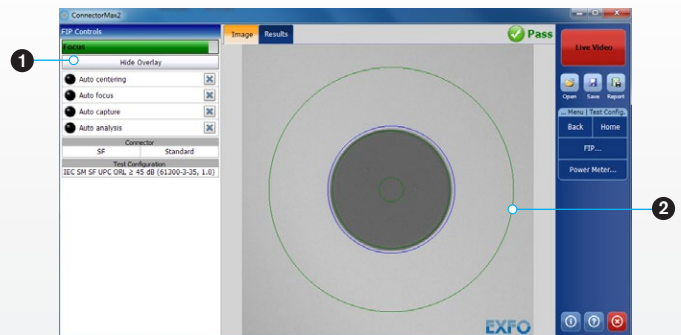 ConnectorMax2
FIP Controls
Focus
Hide Overlay
Auto centering
Auto focus
Auto capture
Auto analysis
Connector
SF Standard
Test Configuration
IEC SM SF UPC ORL ≥ 45 dB (61300-3-35, 1.0)
Image Results
Pass
EXFO
Live Video
Open Save Report
... Menu | Test Config.
Back Home
FIP...
Power Meter...
1
2